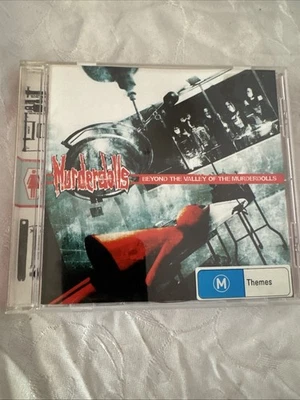 Murderdolls
BEYOND THE VALLEY OF THE MURDERDOLLS
M
Themes